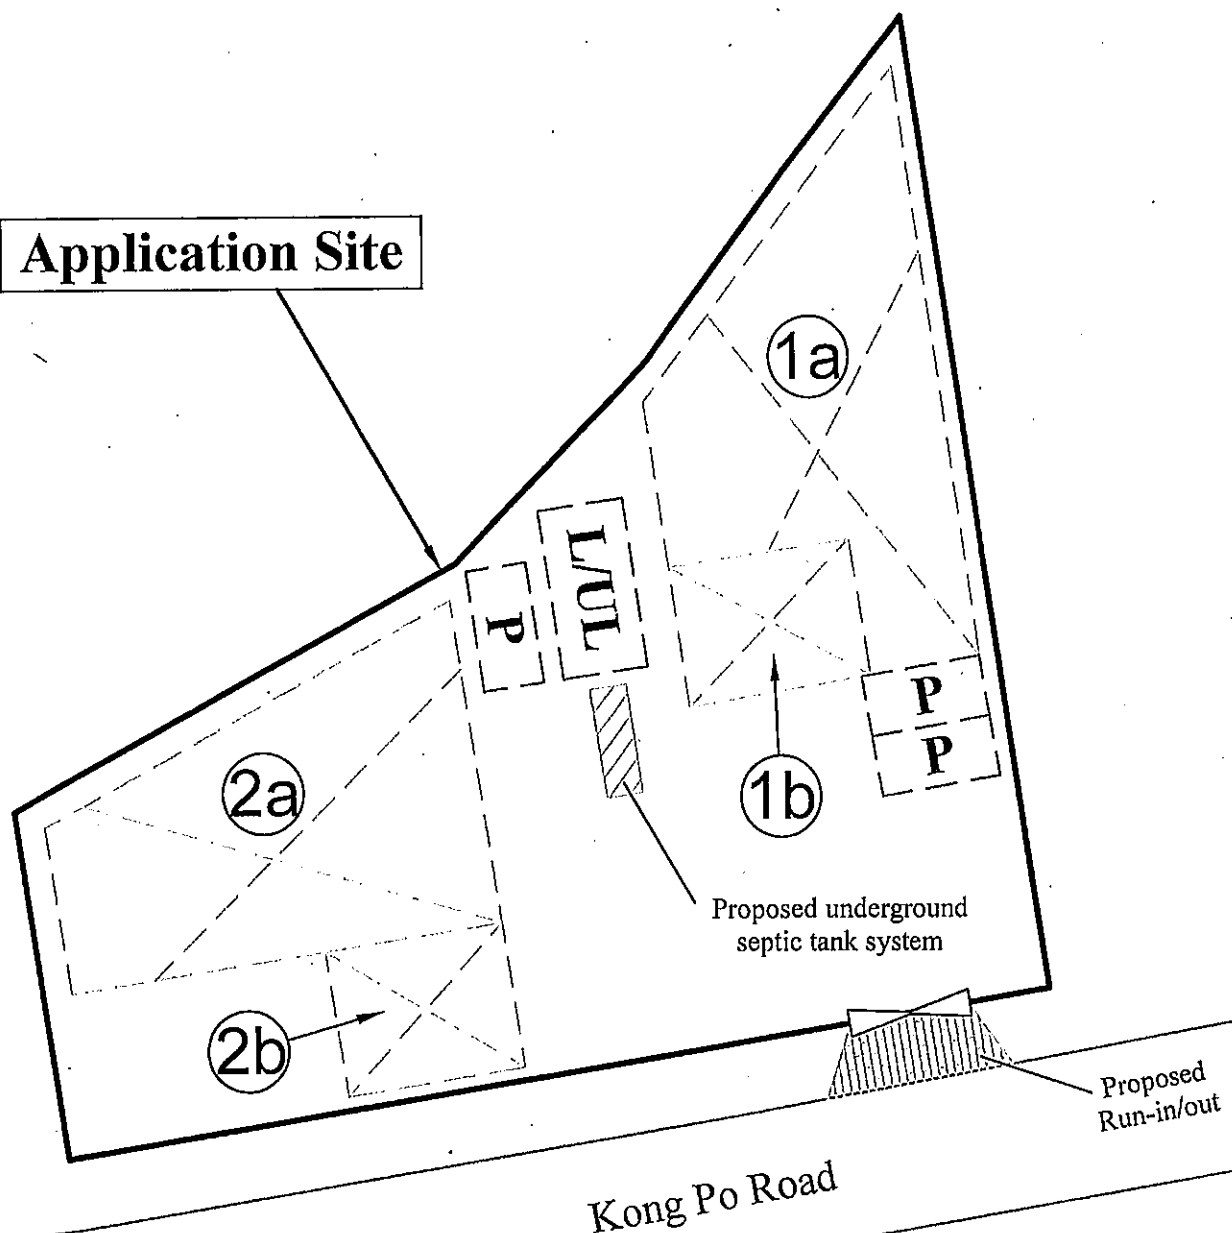 Application Site
1a
L/UL
P
P
P
2a
1b
Proposed underground
septic tank system
2b
Proposed
Run-in/out
Kong Po Road